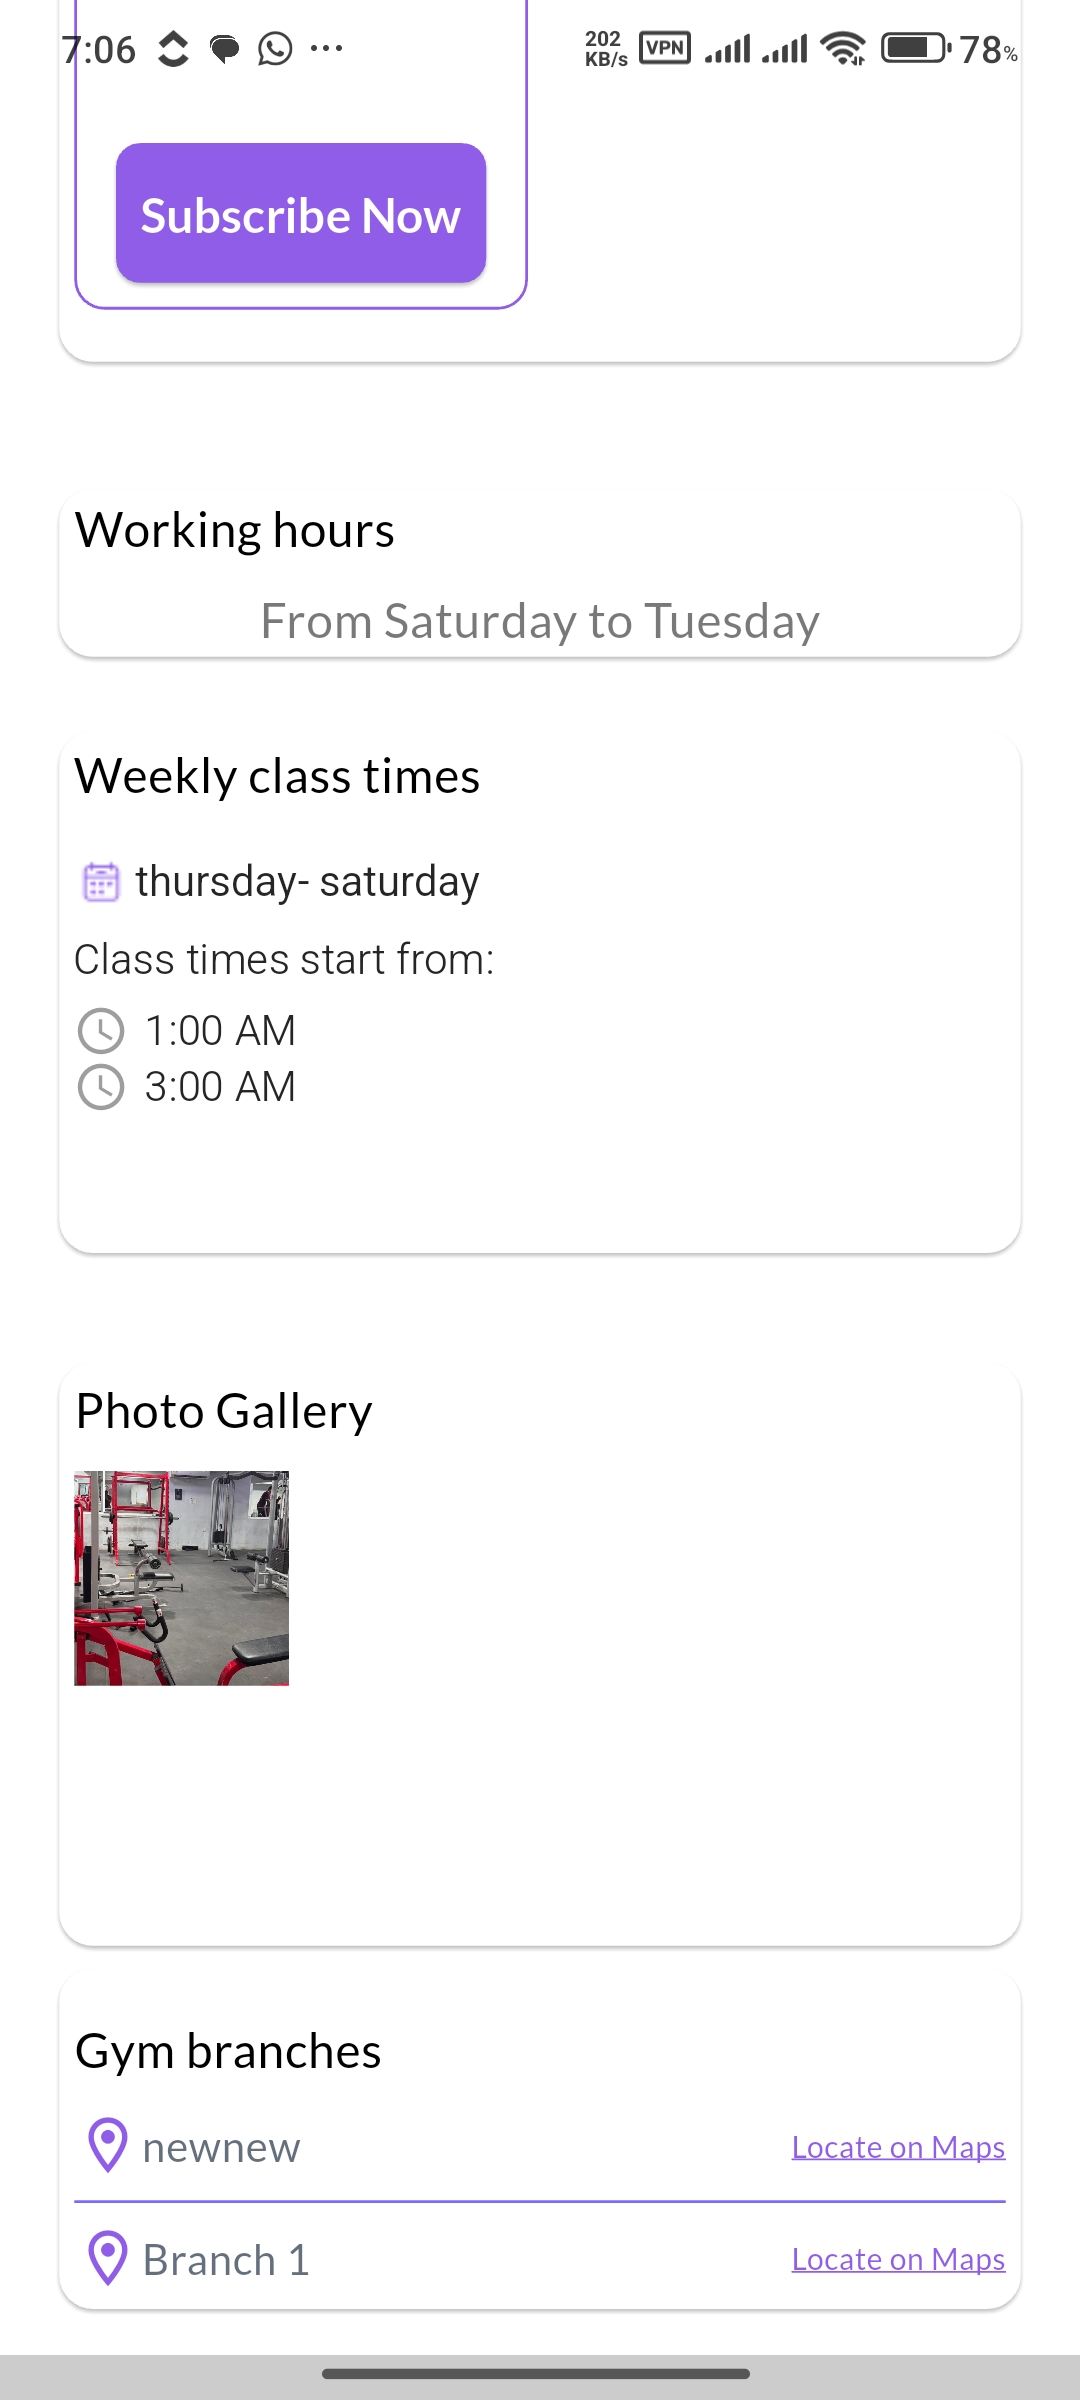 7:06
202
KB/s
VPN
78%
Subscribe Now
Working hours
From Saturday to Tuesday
Weekly class times
thursday- saturday
Class times start from:
1:00 AM
3:00 AM
Photo Gallery
Gym branches
newnew Locate on Maps
Branch 1 Locate on Maps